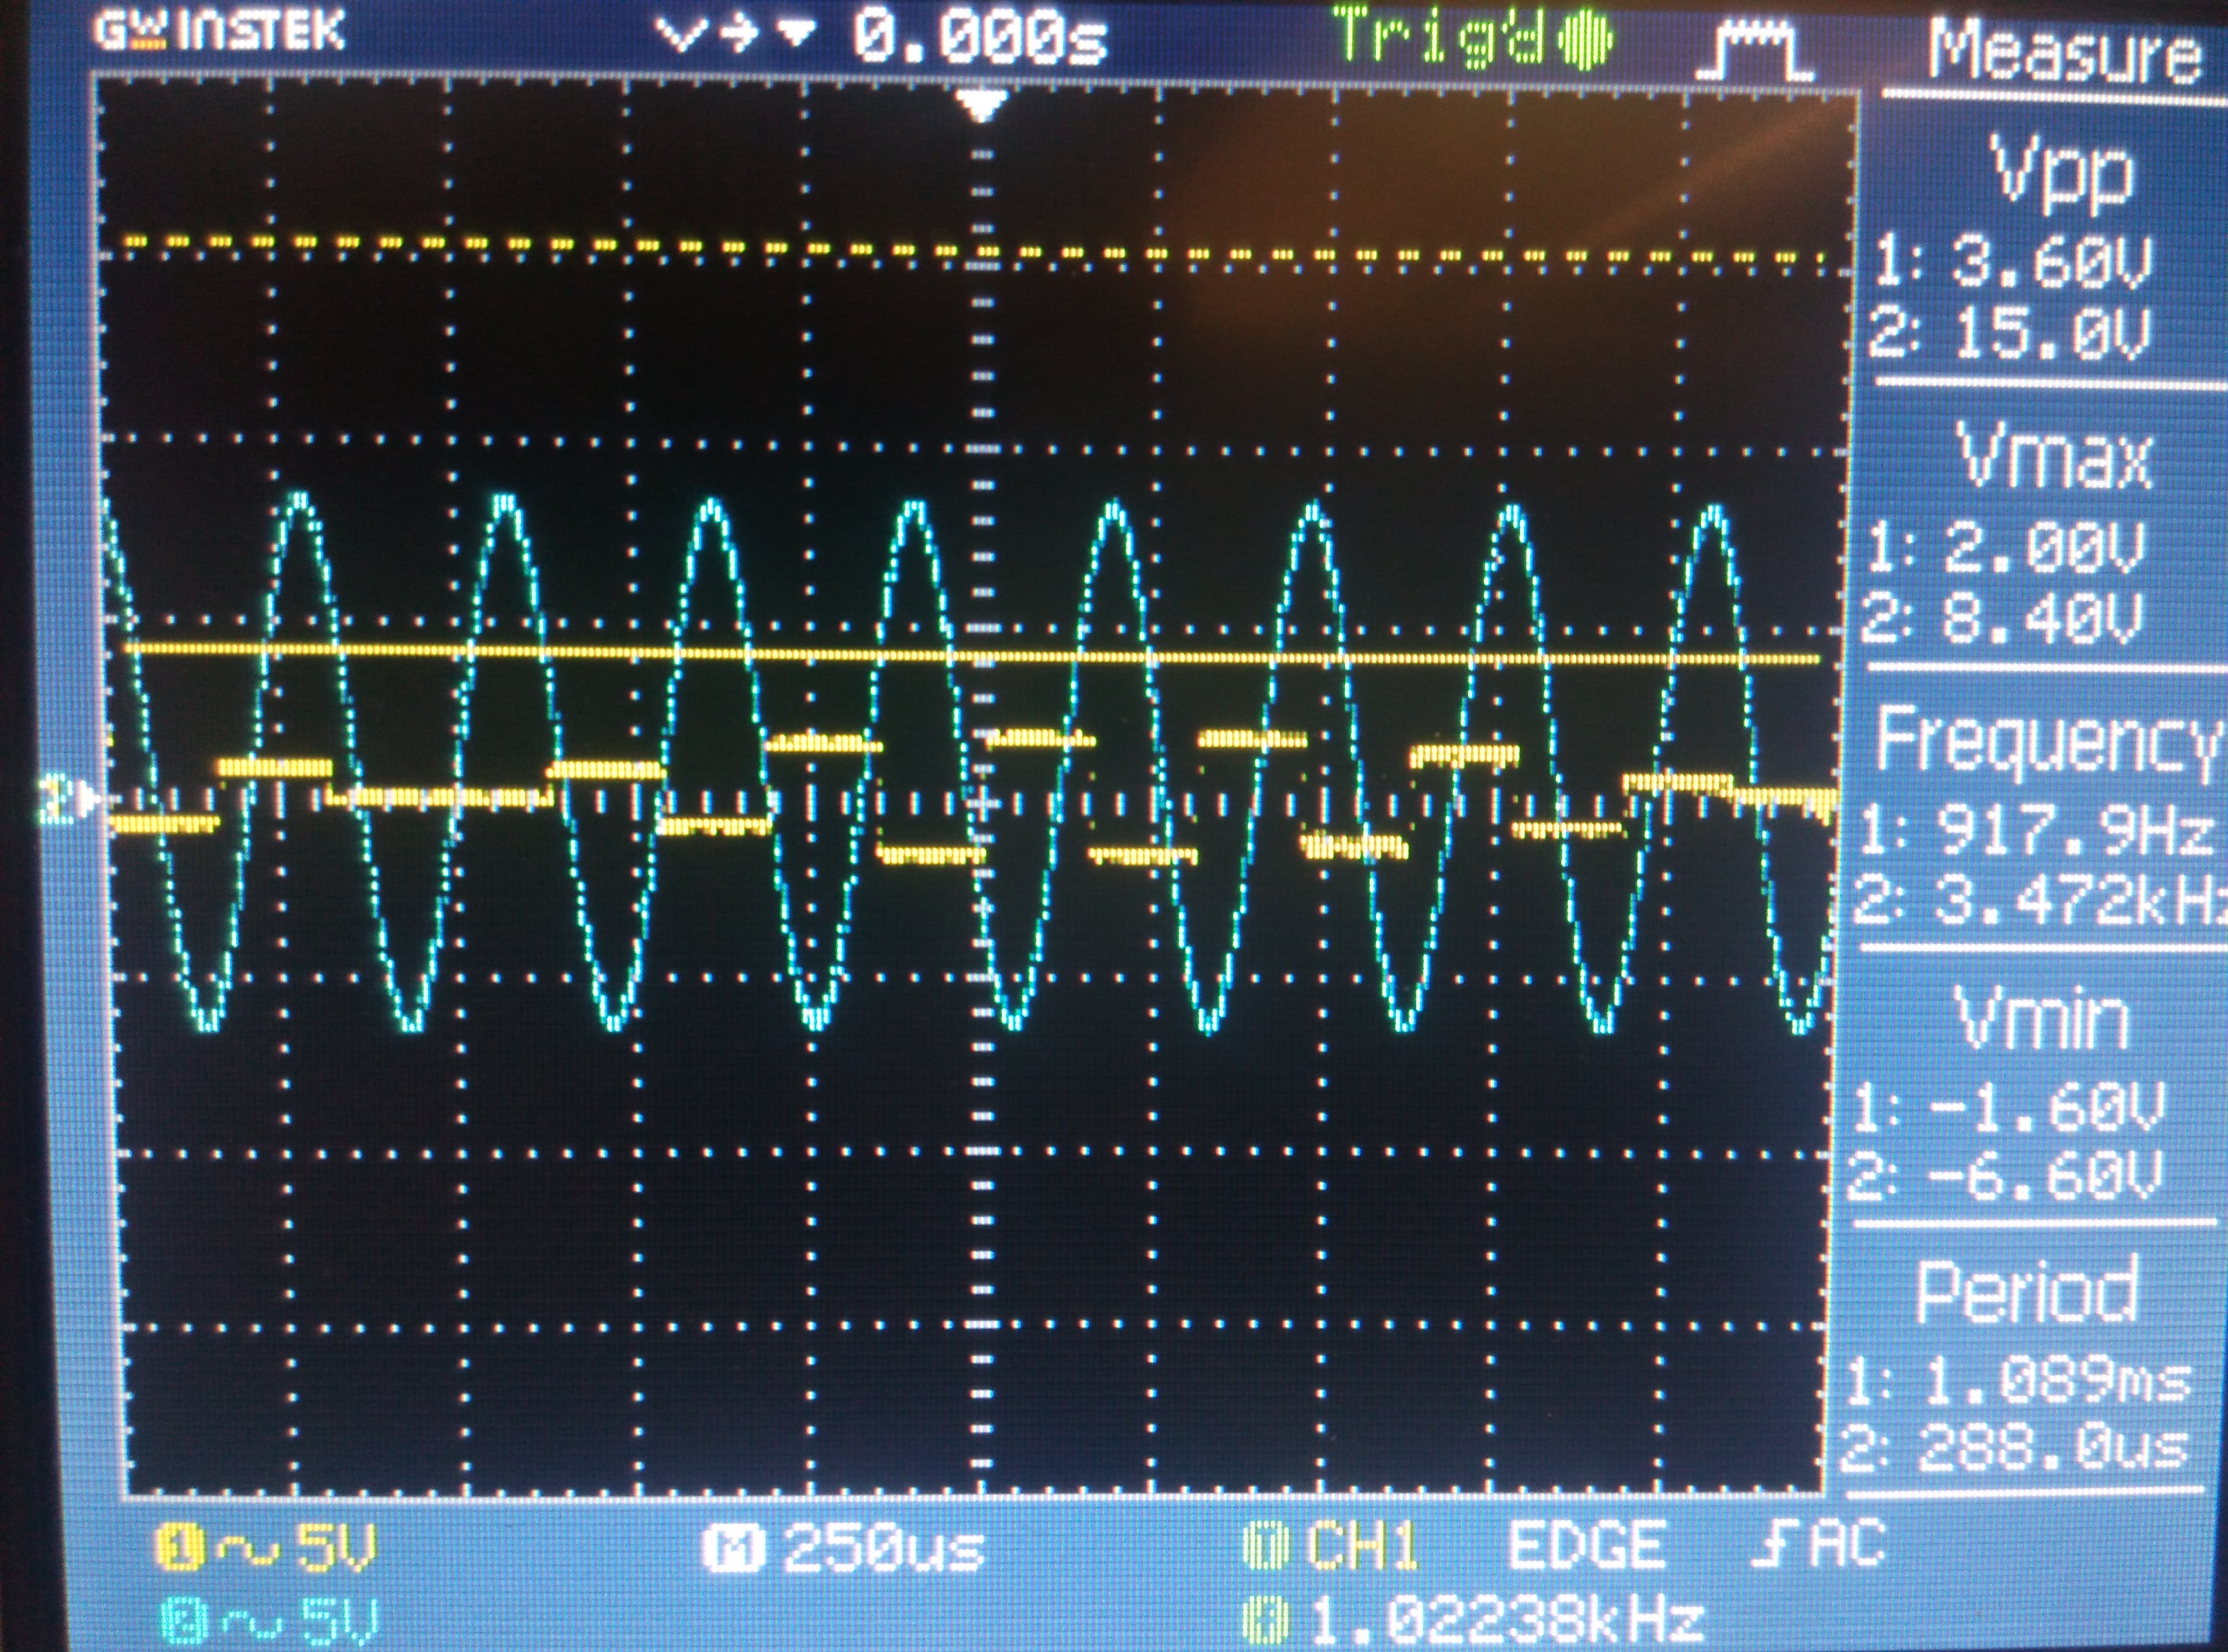 GW INSTEK 0.000s Trig'd Measure
Vpp
1: 3.60V
2: 15.0V
Vmax
1: 2.00V
2: 8.40V
Frequency
1: 917.9Hz
2: 3.472kHz
2
Vmin
1: -1.60V
2: -6.60V
Period
1: 1.089ms
2: 288.0us
1 ~ 5V M 250us T CH1 EDGE AC
2 ~ 5V 1.02238kHz